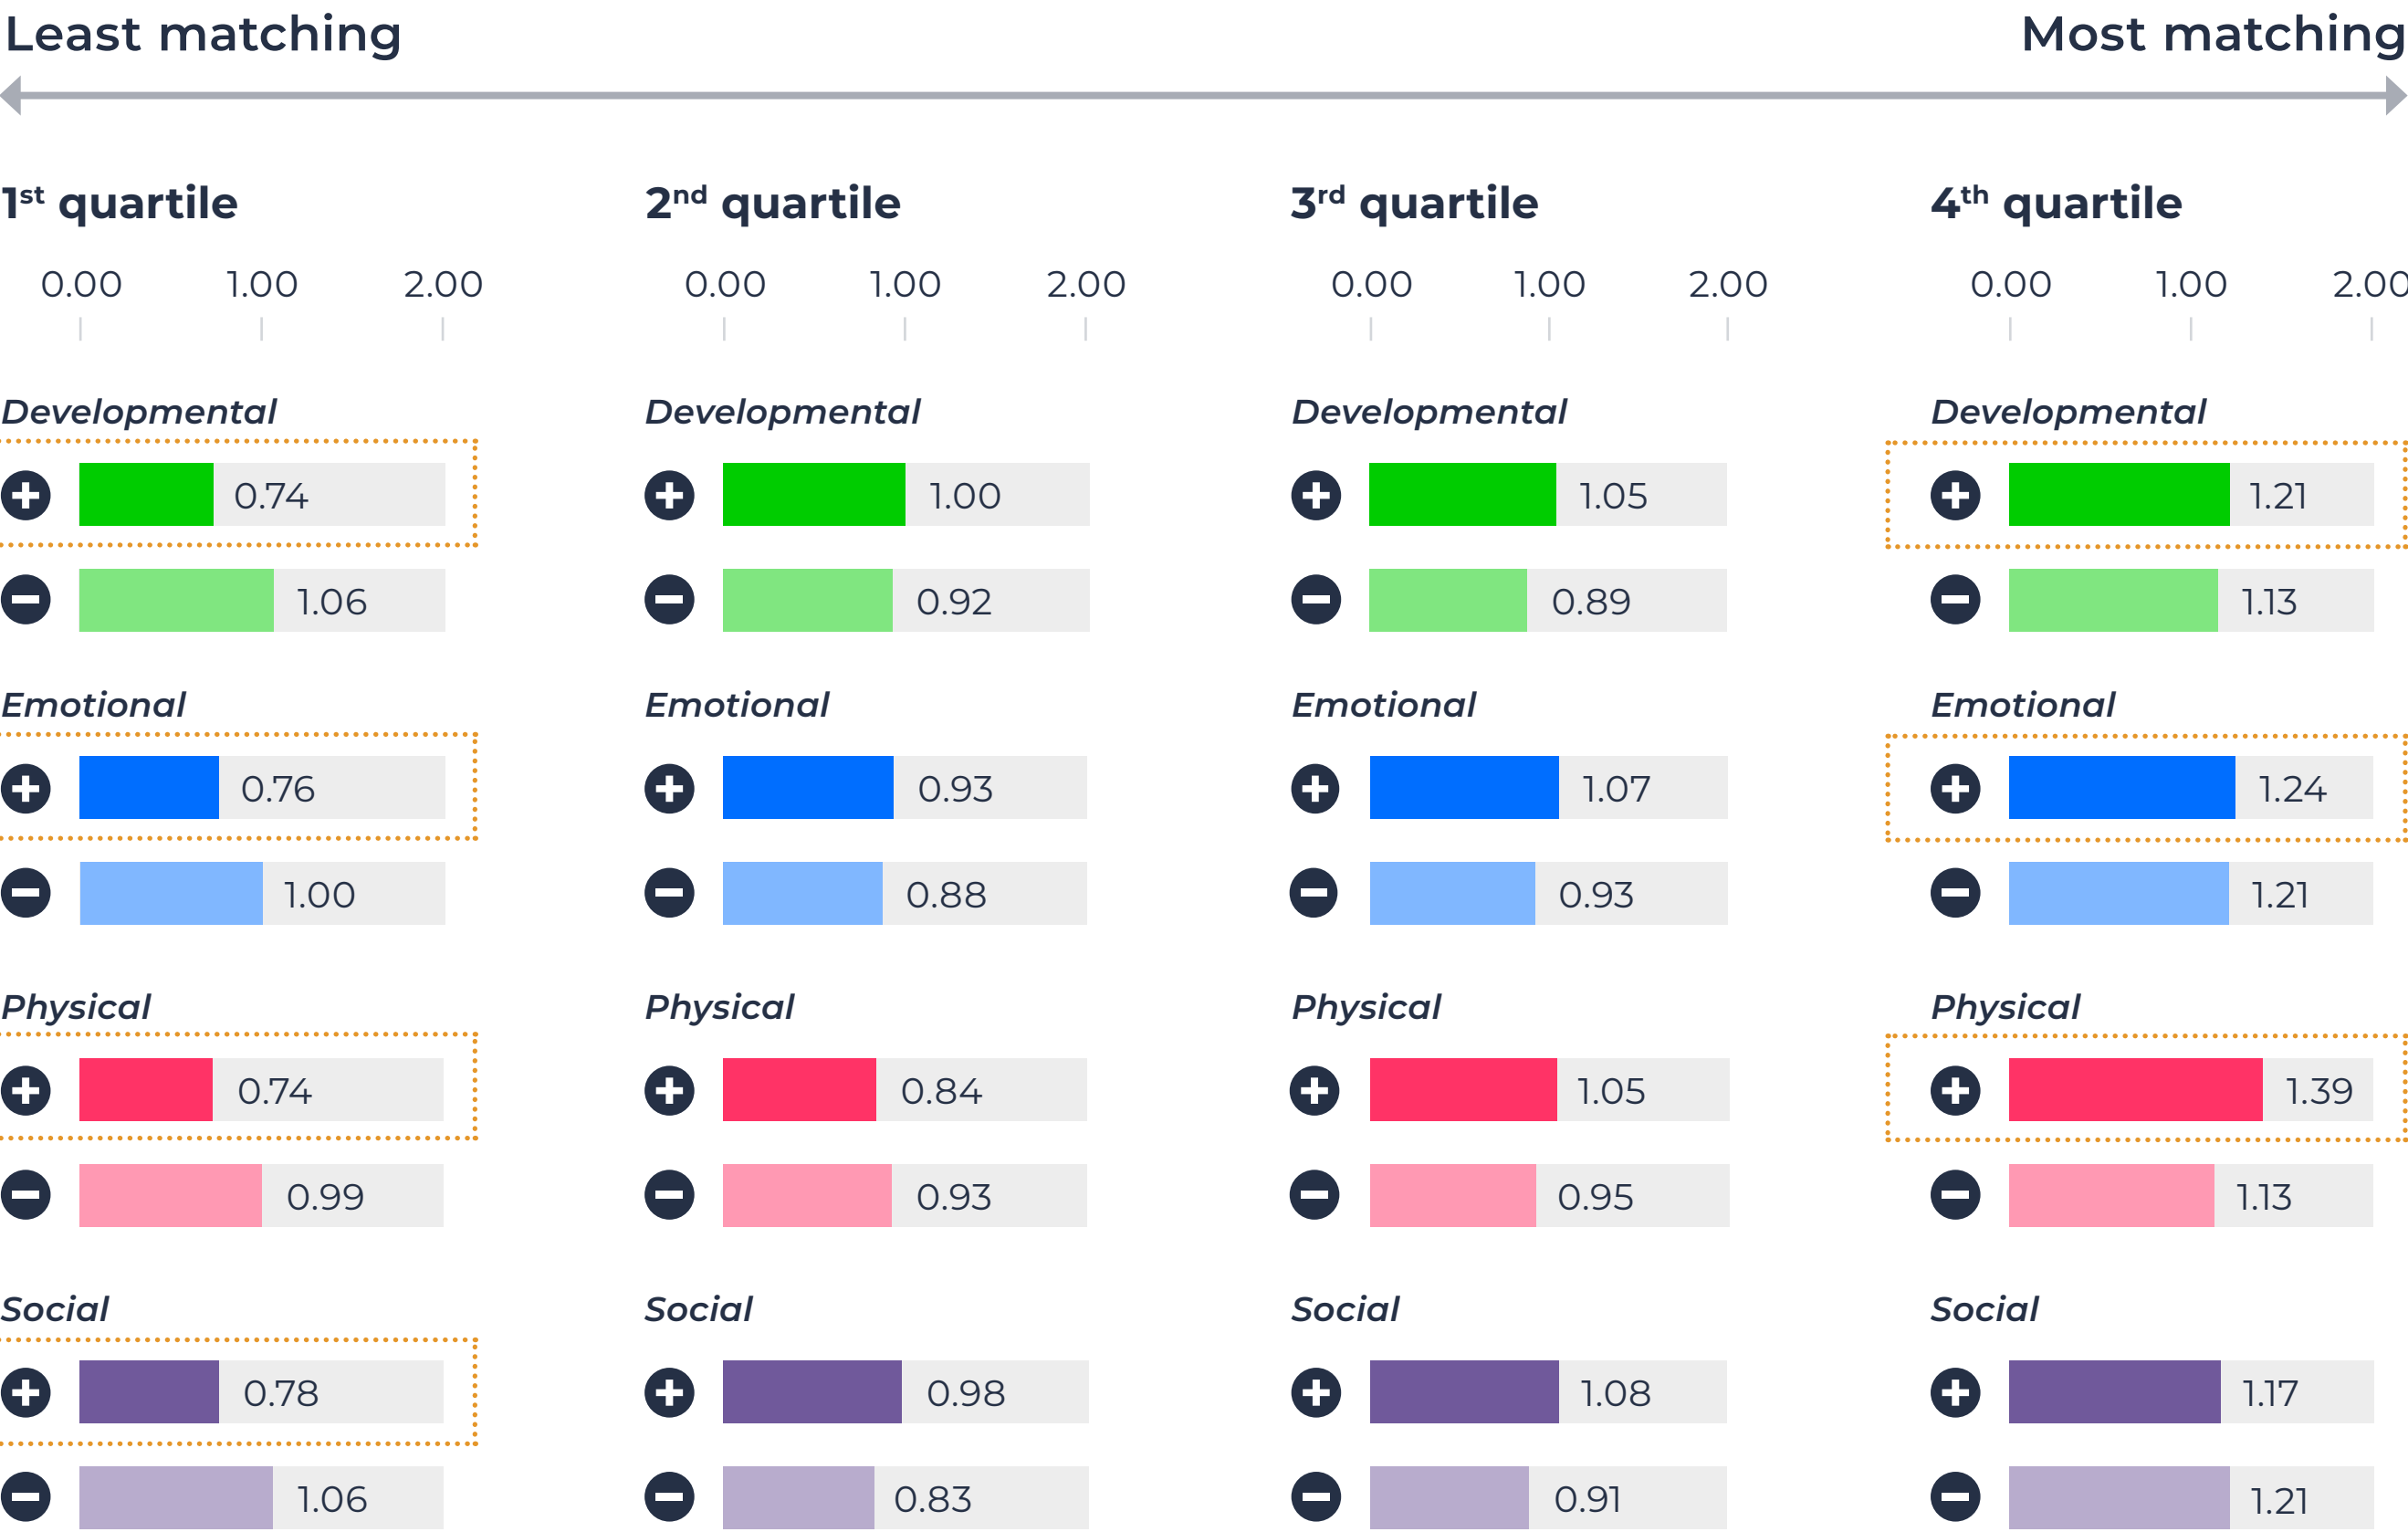 Least matching Most matching
1st quartile 2nd quartile 3rd quartile 4th quartile
0.00 1.00 2.00 0.00 1.00 2.00 0.00 1.00 2.00 0.00 1.00 2.00
Developmental Developmental Developmental Developmental
+ 0.74 + 1.00 + 1.05 + 1.21
− 1.06 − 0.92 − 0.89 − 1.13
Emotional Emotional Emotional Emotional
+ 0.76 + 0.93 + 1.07 + 1.24
− 1.00 − 0.88 − 0.93 − 1.21
Physical Physical Physical Physical
+ 0.74 + 0.84 + 1.05 + 1.39
− 0.99 − 0.93 − 0.95 − 1.13
Social Social Social Social
+ 0.78 + 0.98 + 1.08 + 1.17
− 1.06 − 0.83 − 0.91 − 1.21